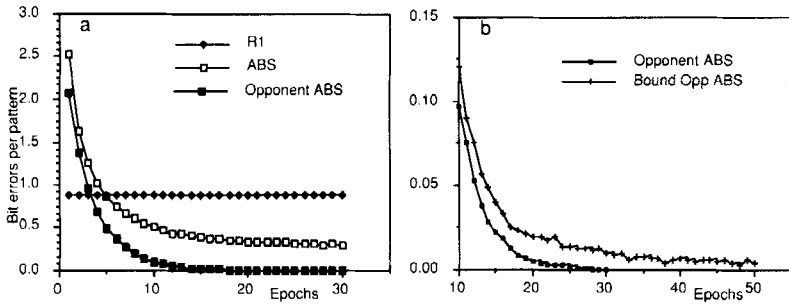 a
3.0
2.5
2.0
1.5
1.0
0.5
0.0
Bit errors per pattern
R1
ABS
Opponent ABS
0
10
20
30
Epochs
b
0.15
0.10
0.05
0.00
Opponent ABS
Bound Opp ABS
10
20
30
40
50
Epochs